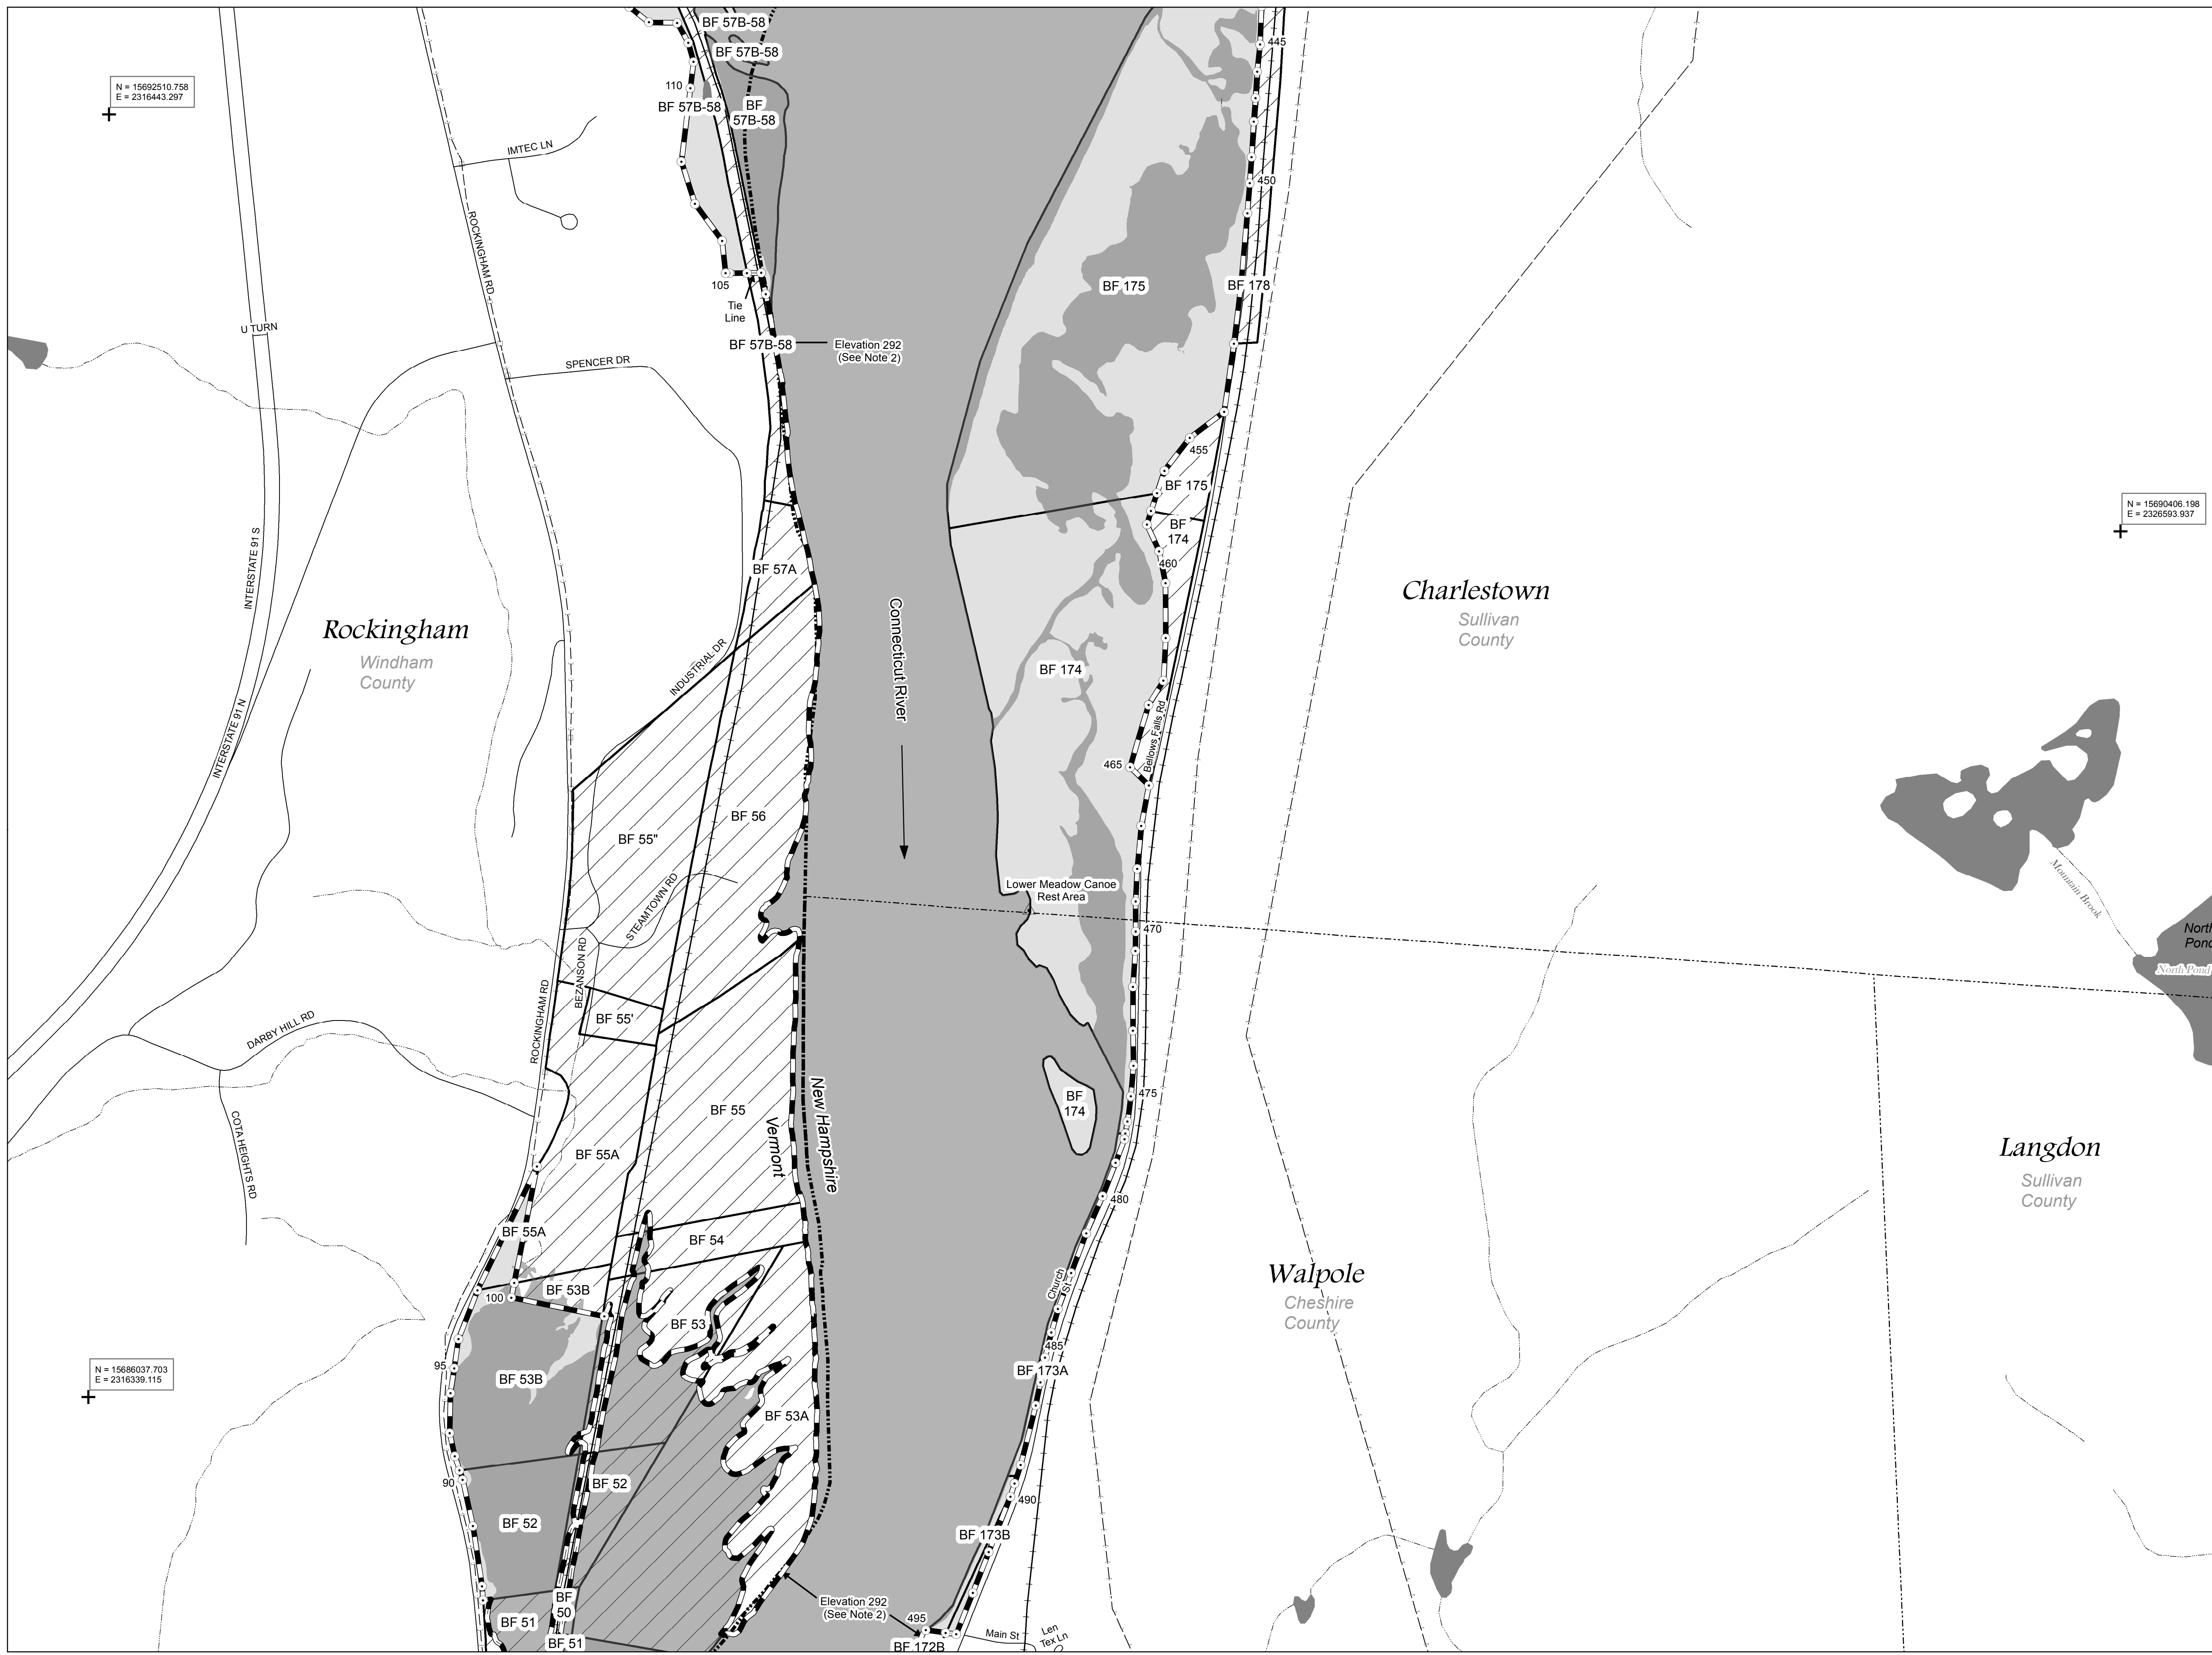 BF 57B-58
445
BF 57B-58
110
N = 15692510.758
E = 2316443.297
BF 57B-58
BF
57B-58
IMTEC LN
450
ROCKINGHAM RD
105
BF 175
BF 178
Tie
Line
U TURN
BF 57B-58
Elevation 292
(See Note 2)
SPENCER DR
455
BF 175
N = 15690406.198
E = 2326593.937
BF
174
460
INTERSTATE 91 S
BF 57A
Connecticut River
Charlestown
Sullivan
County
Rockingham
Windham
County
INDUSTRIAL DR
BF 174
Bellows Falls Rd
INTERSTATE 91 N
465
BF 56
BF 55"
Lower Meadow Canoe
Rest Area
Mountain Brook
STEAMTOWN RD
470
North
Pond
North Pond
BEZANSON RD
ROCKINGHAM RD
BF 55'
DARBY HILL RD
475
BF 55
BF
174
New Hampshire
Vermont
COTA HEIGHTS RD
BF 55A
Langdon
Sullivan
County
480
BF 55A
BF 54
Walpole
Cheshire
County
Church
St
BF 53B
100
BF 53
485
95
BF 173A
N = 15686037.703
E = 2316339.115
BF 53B
BF 53A
90
BF 52
490
BF 52
BF 173B
BF
50
Elevation 292
(See Note 2)
BF 51
495
Main St
Len
Tex Ln
BF 51
BF 172B